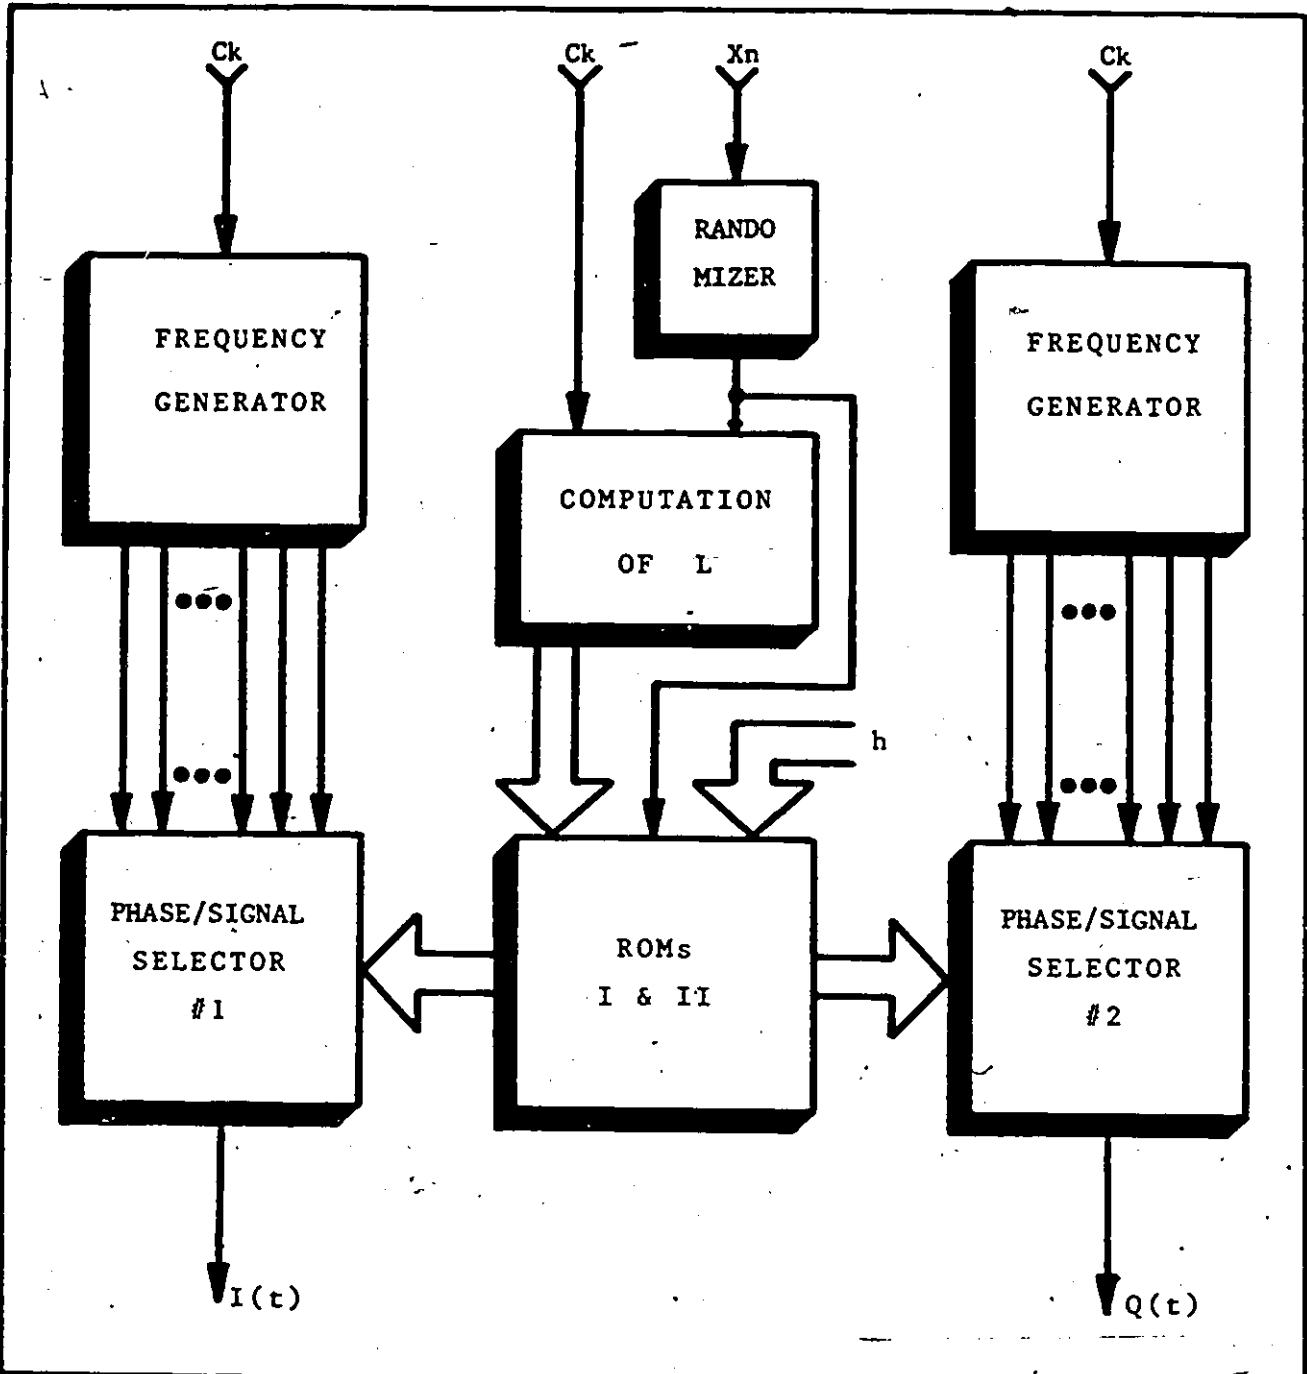 Ck
Ck
Xn
Ck
RANDO
MIZER
FREQUENCY
GENERATOR
FREQUENCY
GENERATOR
COMPUTATION
OF L
h
PHASE/SIGNAL
SELECTOR
#1
ROMs
I & II
PHASE/SIGNAL
SELECTOR
#2
I(t)
Q(t)